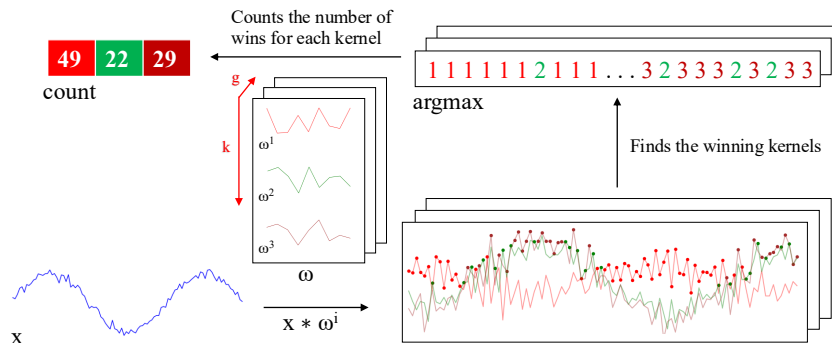 Counts the number of
wins for each kernel
49 22 29
count
1 1 1 1 1 1 2 1 1 1 ... 3 2 3 3 3 2 3 2 3 3
argmax
g
k
ω¹
ω²
ω³
ω
Finds the winning kernels
x
x ∗ ωⁱ